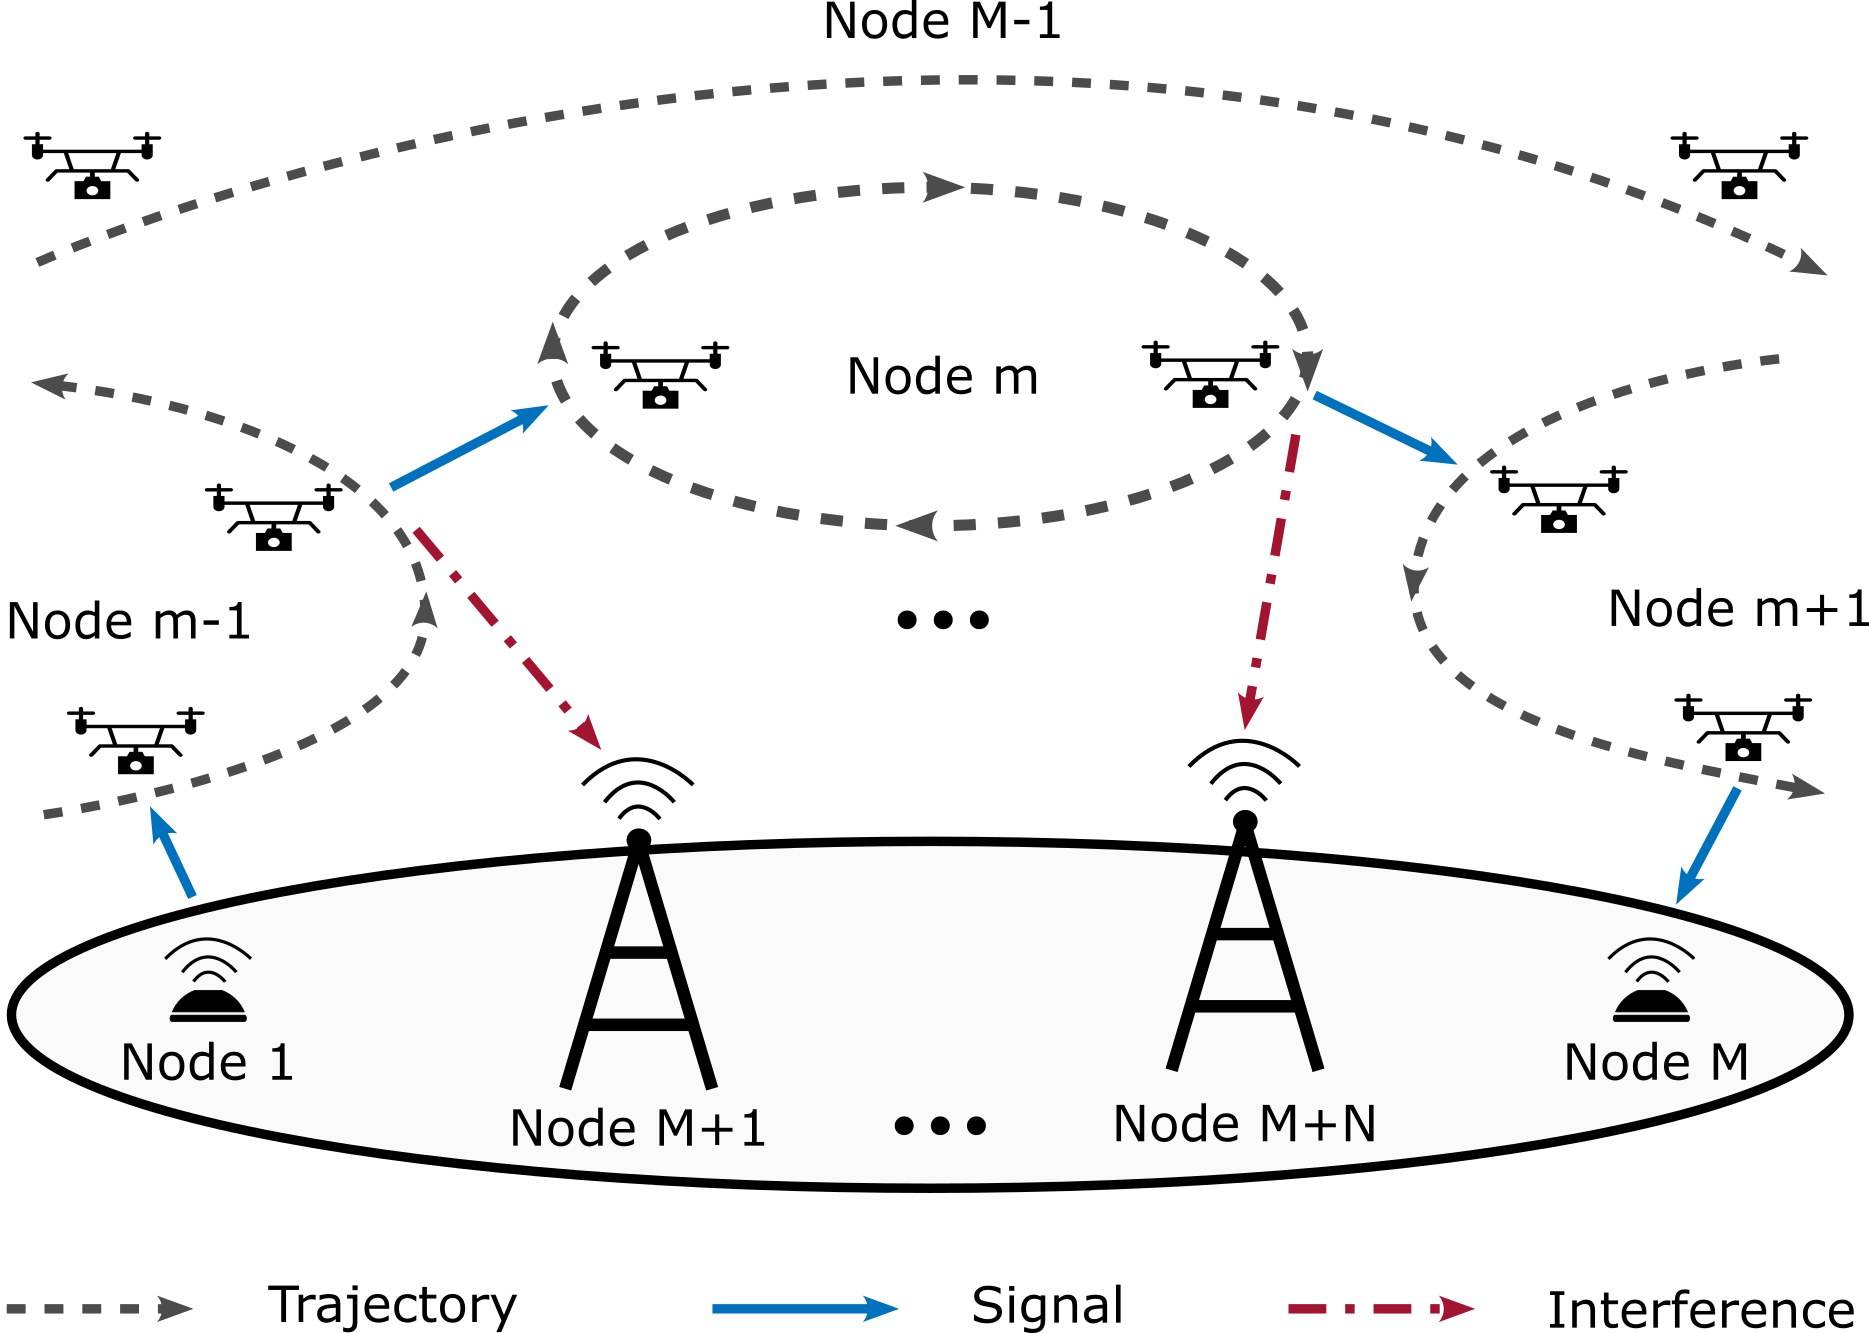 Node M-1
Node m
Node m-1
Node m+1
Node 1
Node M
Node M+1
Node M+N
Trajectory
Signal
Interference